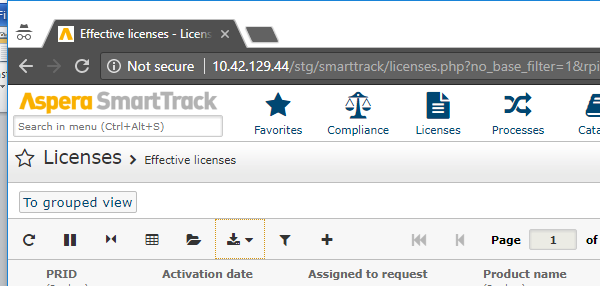 Effective licenses - Licens
Not secure 10.42.129.44/stg/smarttrack/licenses.php?no_base_filter=1&rpi
Aspera SmartTrack
Search in menu (Ctrl+Alt+S)
Favorites Compliance Licenses Processes Cata
Licenses > Effective licenses
To grouped view
Page 1 of
PRID Activation date Assigned to request Product name